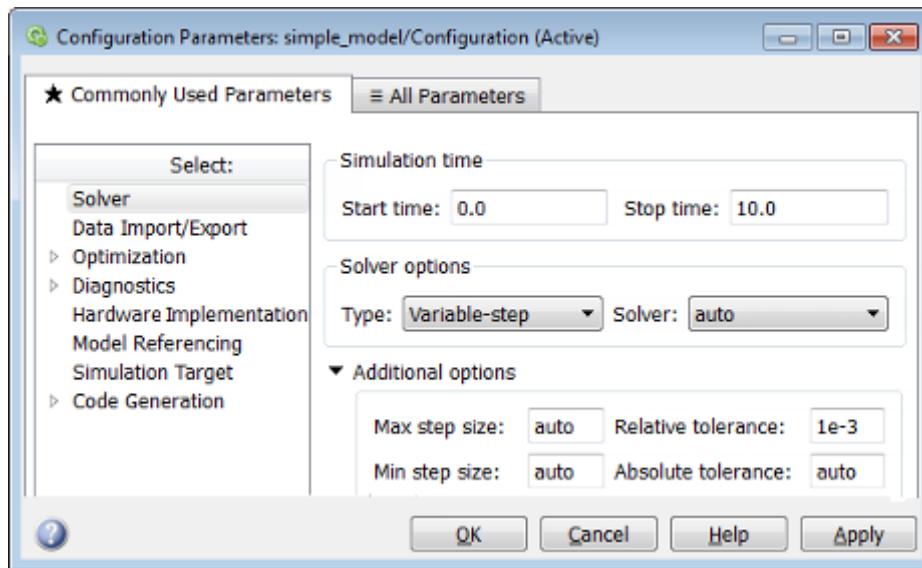 Configuration Parameters: simple_model/Configuration (Active)
★ Commonly Used Parameters
≡ All Parameters
Select:
Solver
Data Import/Export
Optimization
Diagnostics
Hardware Implementation
Model Referencing
Simulation Target
Code Generation
Simulation time
Start time: 0.0 Stop time: 10.0
Solver options
Type: Variable-step Solver: auto
Additional options
Max step size: auto Relative tolerance: 1e-3
Min step size: auto Absolute tolerance: auto
OK Cancel Help Apply